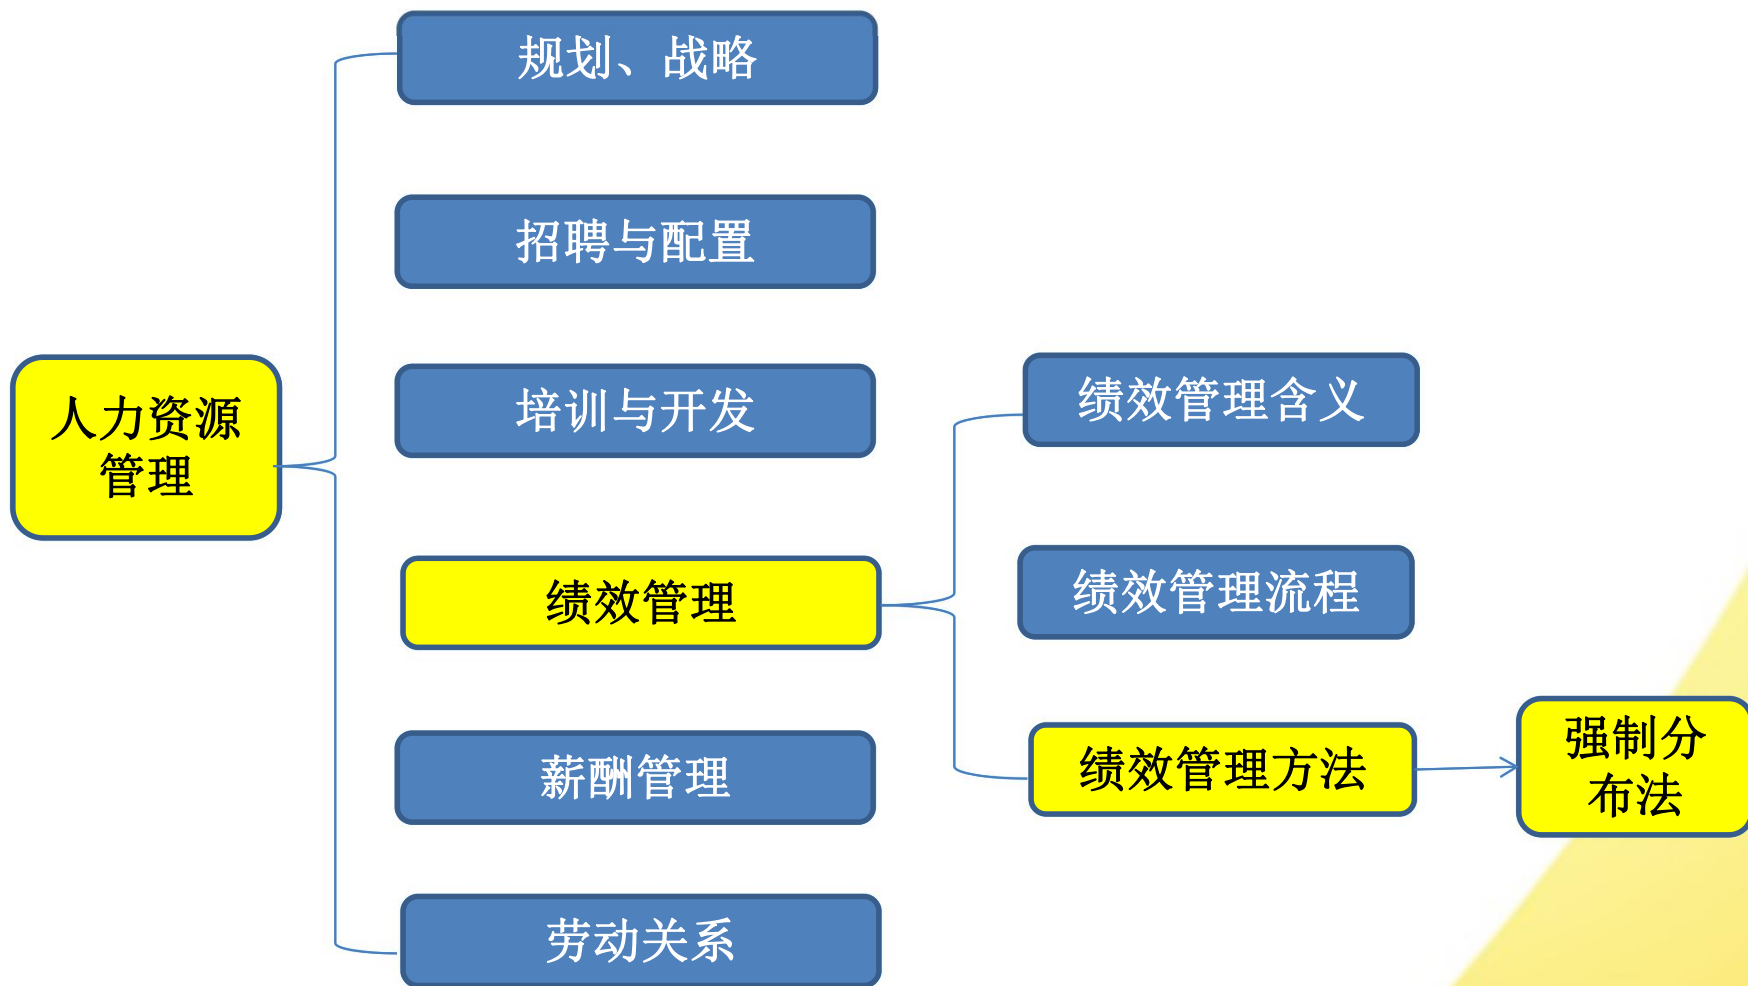 规划、战略
招聘与配置
培训与开发
人力资源
管理
绩效管理
薪酬管理
劳动关系
绩效管理含义
绩效管理流程
绩效管理方法
强制分
布法